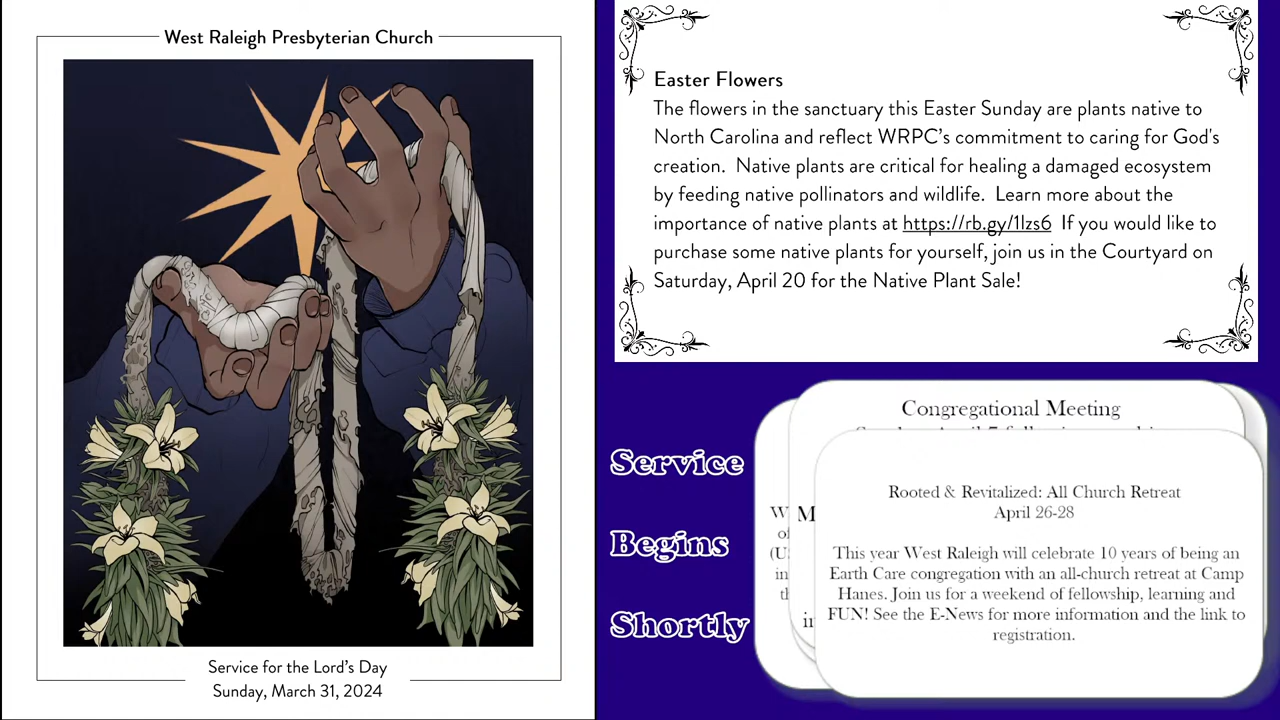 West Raleigh Presbyterian Church
Service for the Lord's Day
Sunday, March 31, 2024
Easter Flowers
The flowers in the sanctuary this Easter Sunday are plants native to
North Carolina and reflect WRPC's commitment to caring for God's
creation.  Native plants are critical for healing a damaged ecosystem
by feeding native pollinators and wildlife.  Learn more about the
importance of native plants at https://rb.gy/1lzs6  If you would like to
purchase some native plants for yourself, join us in the Courtyard on
Saturday, April 20 for the Native Plant Sale!
Service
Begins
Shortly
Congregational Meeting
Rooted & Revitalized: All Church Retreat
April 26-28
This year West Raleigh will celebrate 10 years of being an
Earth Care congregation with an all-church retreat at Camp
Hanes. Join us for a weekend of fellowship, learning and
FUN! See the E-News for more information and the link to
registration.